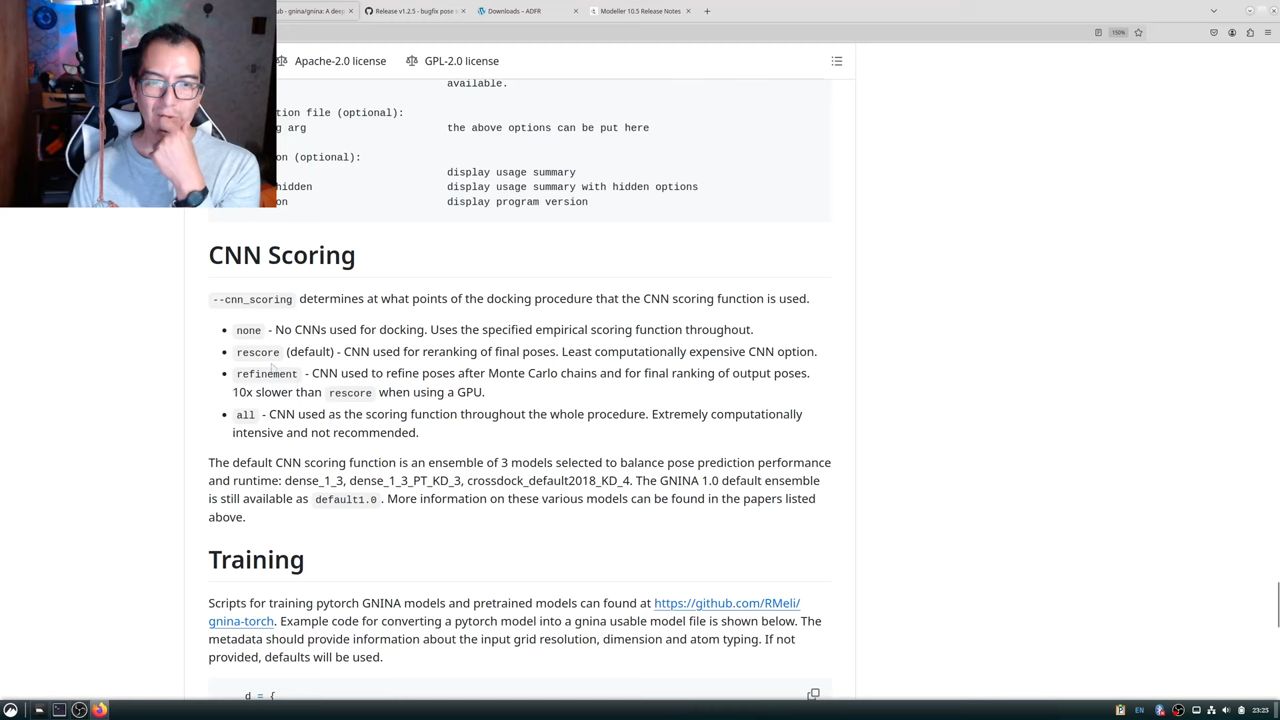 ub - gnina/gnina: A deep
Release v1.2.5 - bugfix pose s
Downloads – ADFR
Modeller 10.5 Release Notes
150%
Apache-2.0 license
GPL-2.0 license
available.
tion file (optional):
g arg the above options can be put here
on (optional):
display usage summary
hidden display usage summary with hidden options
on display program version
CNN Scoring
--cnn_scoring determines at what points of the docking procedure that the CNN scoring function is used.
none - No CNNs used for docking. Uses the specified empirical scoring function throughout.
rescore (default) - CNN used for reranking of final poses. Least computationally expensive CNN option.
refinement - CNN used to refine poses after Monte Carlo chains and for final ranking of output poses.
10x slower than rescore when using a GPU.
all - CNN used as the scoring function throughout the whole procedure. Extremely computationally
intensive and not recommended.
The default CNN scoring function is an ensemble of 3 models selected to balance pose prediction performance
and runtime: dense_1_3, dense_1_3_PT_KD_3, crossdock_default2018_KD_4. The GNINA 1.0 default ensemble
is still available as default1.0. More information on these various models can be found in the papers listed
above.
Training
Scripts for training pytorch GNINA models and pretrained models can found at https://github.com/RMeli/
gnina-torch. Example code for converting a pytorch model into a gnina usable model file is shown below. The
metadata should provide information about the input grid resolution, dimension and atom typing. If not
provided, defaults will be used.
d = {
EN
23:23